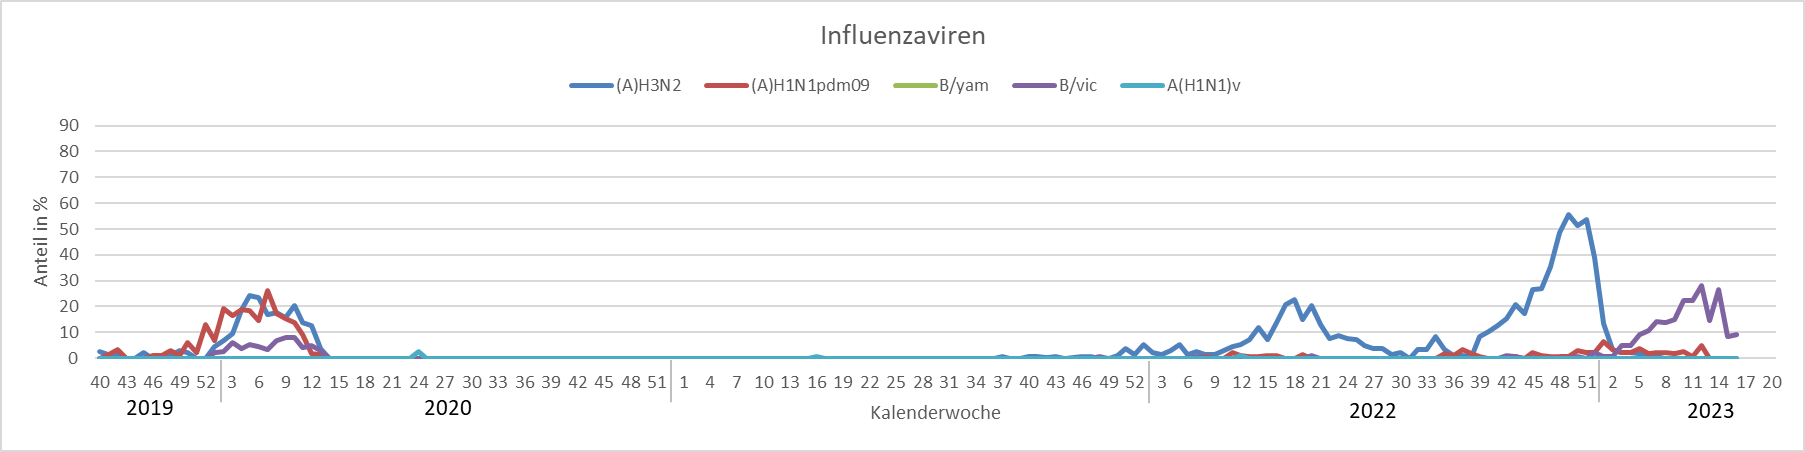 Influenzaviren
(A)H3N2 (A)H1N1pdm09 B/yam B/vic A(H1N1)v
Anteil in %
90
80
70
60
50
40
30
20
10
0
40 43 46 49 52 3 6 9 12 15 18 21 24 27 30 33 36 39 42 45 48 51 1 4 7 10 13 16 19 22 25 28 31 34 37 40 43 46 49 52 3 6 9 12 15 18 21 24 27 30 33 36 39 42 45 48 51 2 5 8 11 14 17 20
2019 2020 2022 2023
Kalenderwoche